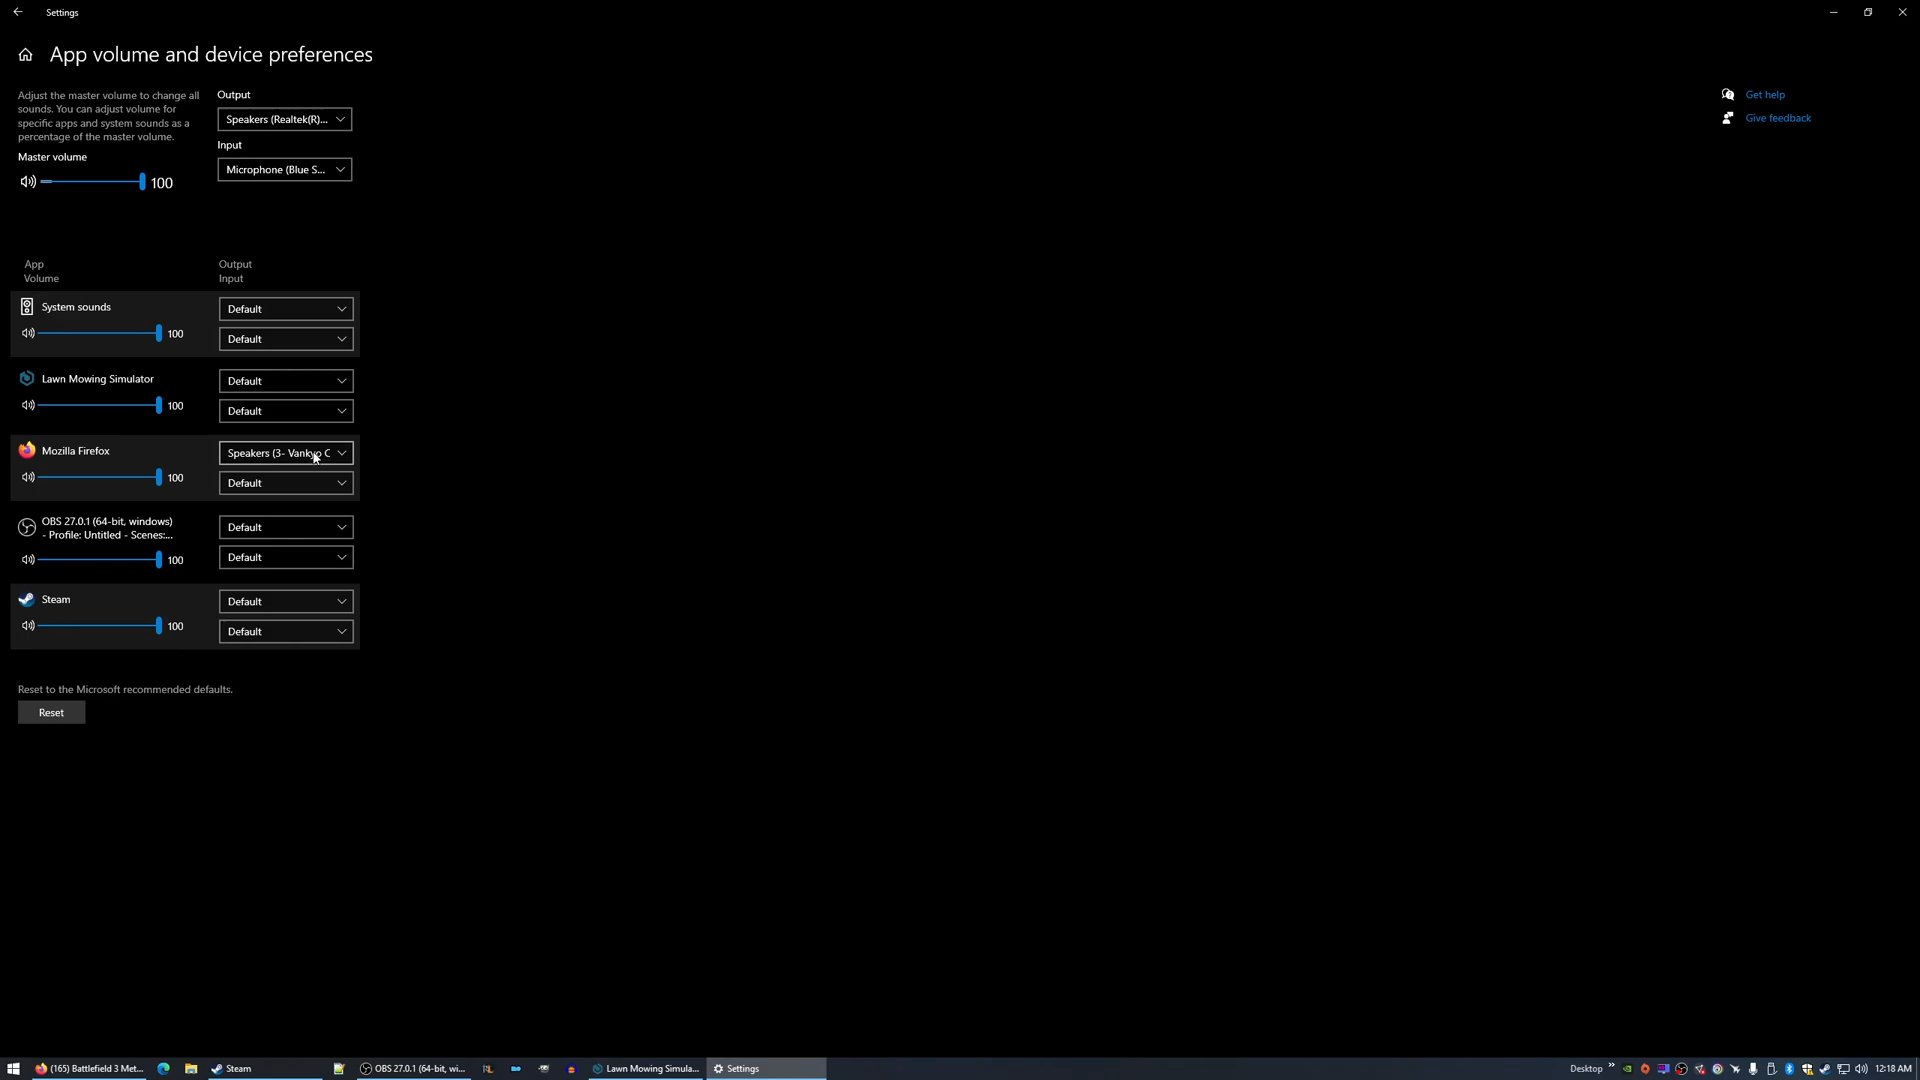 Settings
App volume and device preferences
Adjust the master volume to change all
sounds. You can adjust volume for
specific apps and system sounds as a
percentage of the master volume.
Master volume
100
Output
Speakers (Realtek(R)...
Input
Microphone (Blue S...
Get help
Give feedback
App
Volume
Output
Input
System sounds
100
Default
Default
Lawn Mowing Simulator
100
Default
Default
Mozilla Firefox
100
Speakers (3- Vankyo C
Default
OBS 27.0.1 (64-bit, windows)
- Profile: Untitled - Scenes:...
100
Default
Default
Steam
100
Default
Default
Reset to the Microsoft recommended defaults.
Reset
(165) Battlefield 3 Met...
Steam
OBS 27.0.1 (64-bit, wi...
Lawn Mowing Simula...
Settings
Desktop
12:18 AM